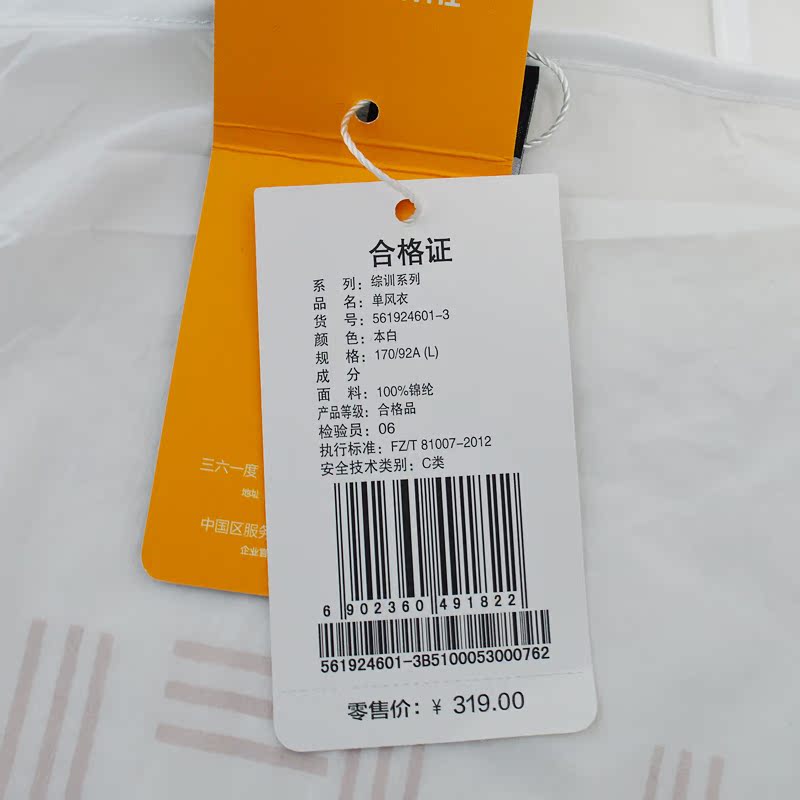 合格证
系 列：综训系列
品 名：单风衣
货 号：561924601-3
颜 色：本白
规 格：170/92A (L)
成 分
面 料：100%锦纶
产品等级：合格品
检验员：06
执行标准：FZ/T 81007-2012
安全技术类别：C类
6 902360 491822
561924601-3B5100053000762
零售价：¥ 319.00
三六一度
地址
中国区服务
企业